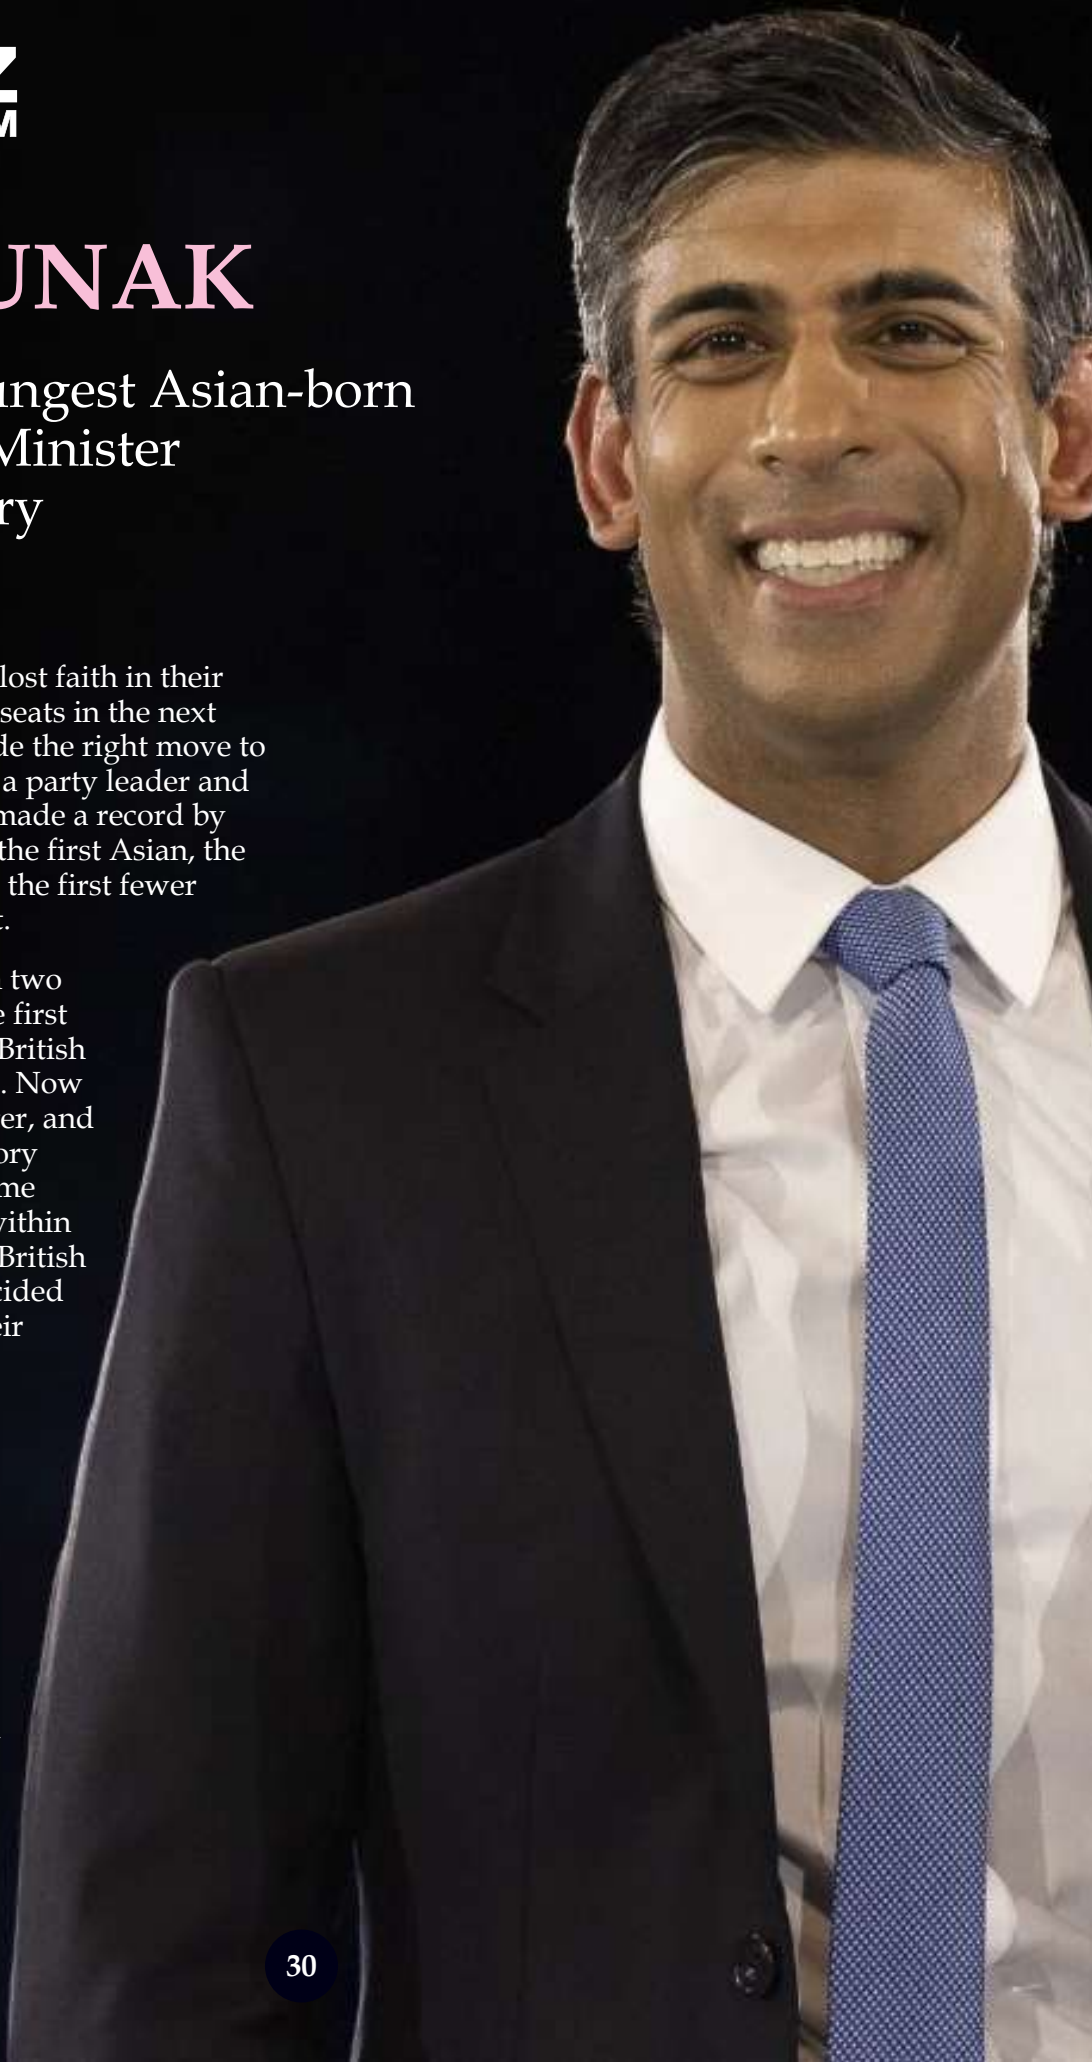 Z
M
UNAK
ungest Asian-born
Minister
ry
lost faith in their
seats in the next
de the right move to
a party leader and
made a record by
the first Asian, the
the first fewer
t.
two
e first
British
. Now
er, and
ory
me
within
British
cided
eir
30